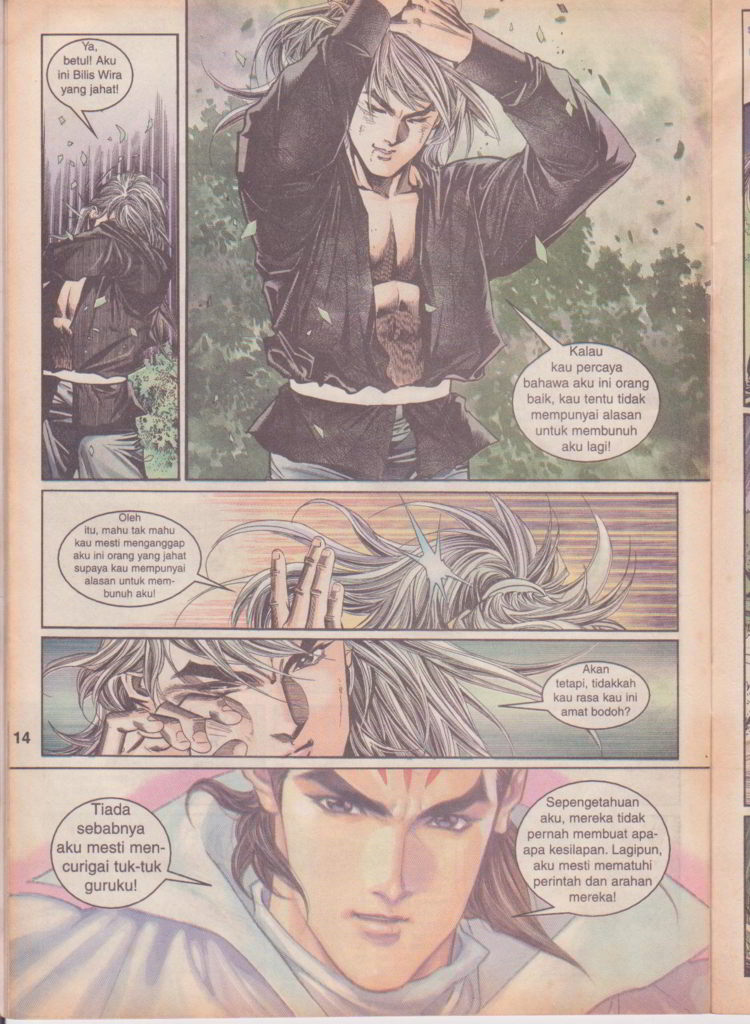 Ya,
betul! Aku
ini Bilis Wira
yang jahat!
Kalau
kau percaya
bahawa aku ini orang
baik, kau tentu tidak
mempunyai alasan
untuk membunuh
aku lagi!
Oleh
itu, mahu tak mahu
kau mesti menganggap
aku ini orang yang jahat
supaya kau mempunyai
alasan untuk mem-
bunuh aku!
Akan
tetapi, tidakkah
kau rasa kau ini
amat bodoh?
14
Tiada
sebabnya
aku mesti men-
curigai tuk-tuk
guruku!
Sepengetahuan
aku, mereka tidak
pernah membuat apa-
apa kesilapan. Lagipun,
aku mesti mematuhi
perintah dan arahan
mereka!